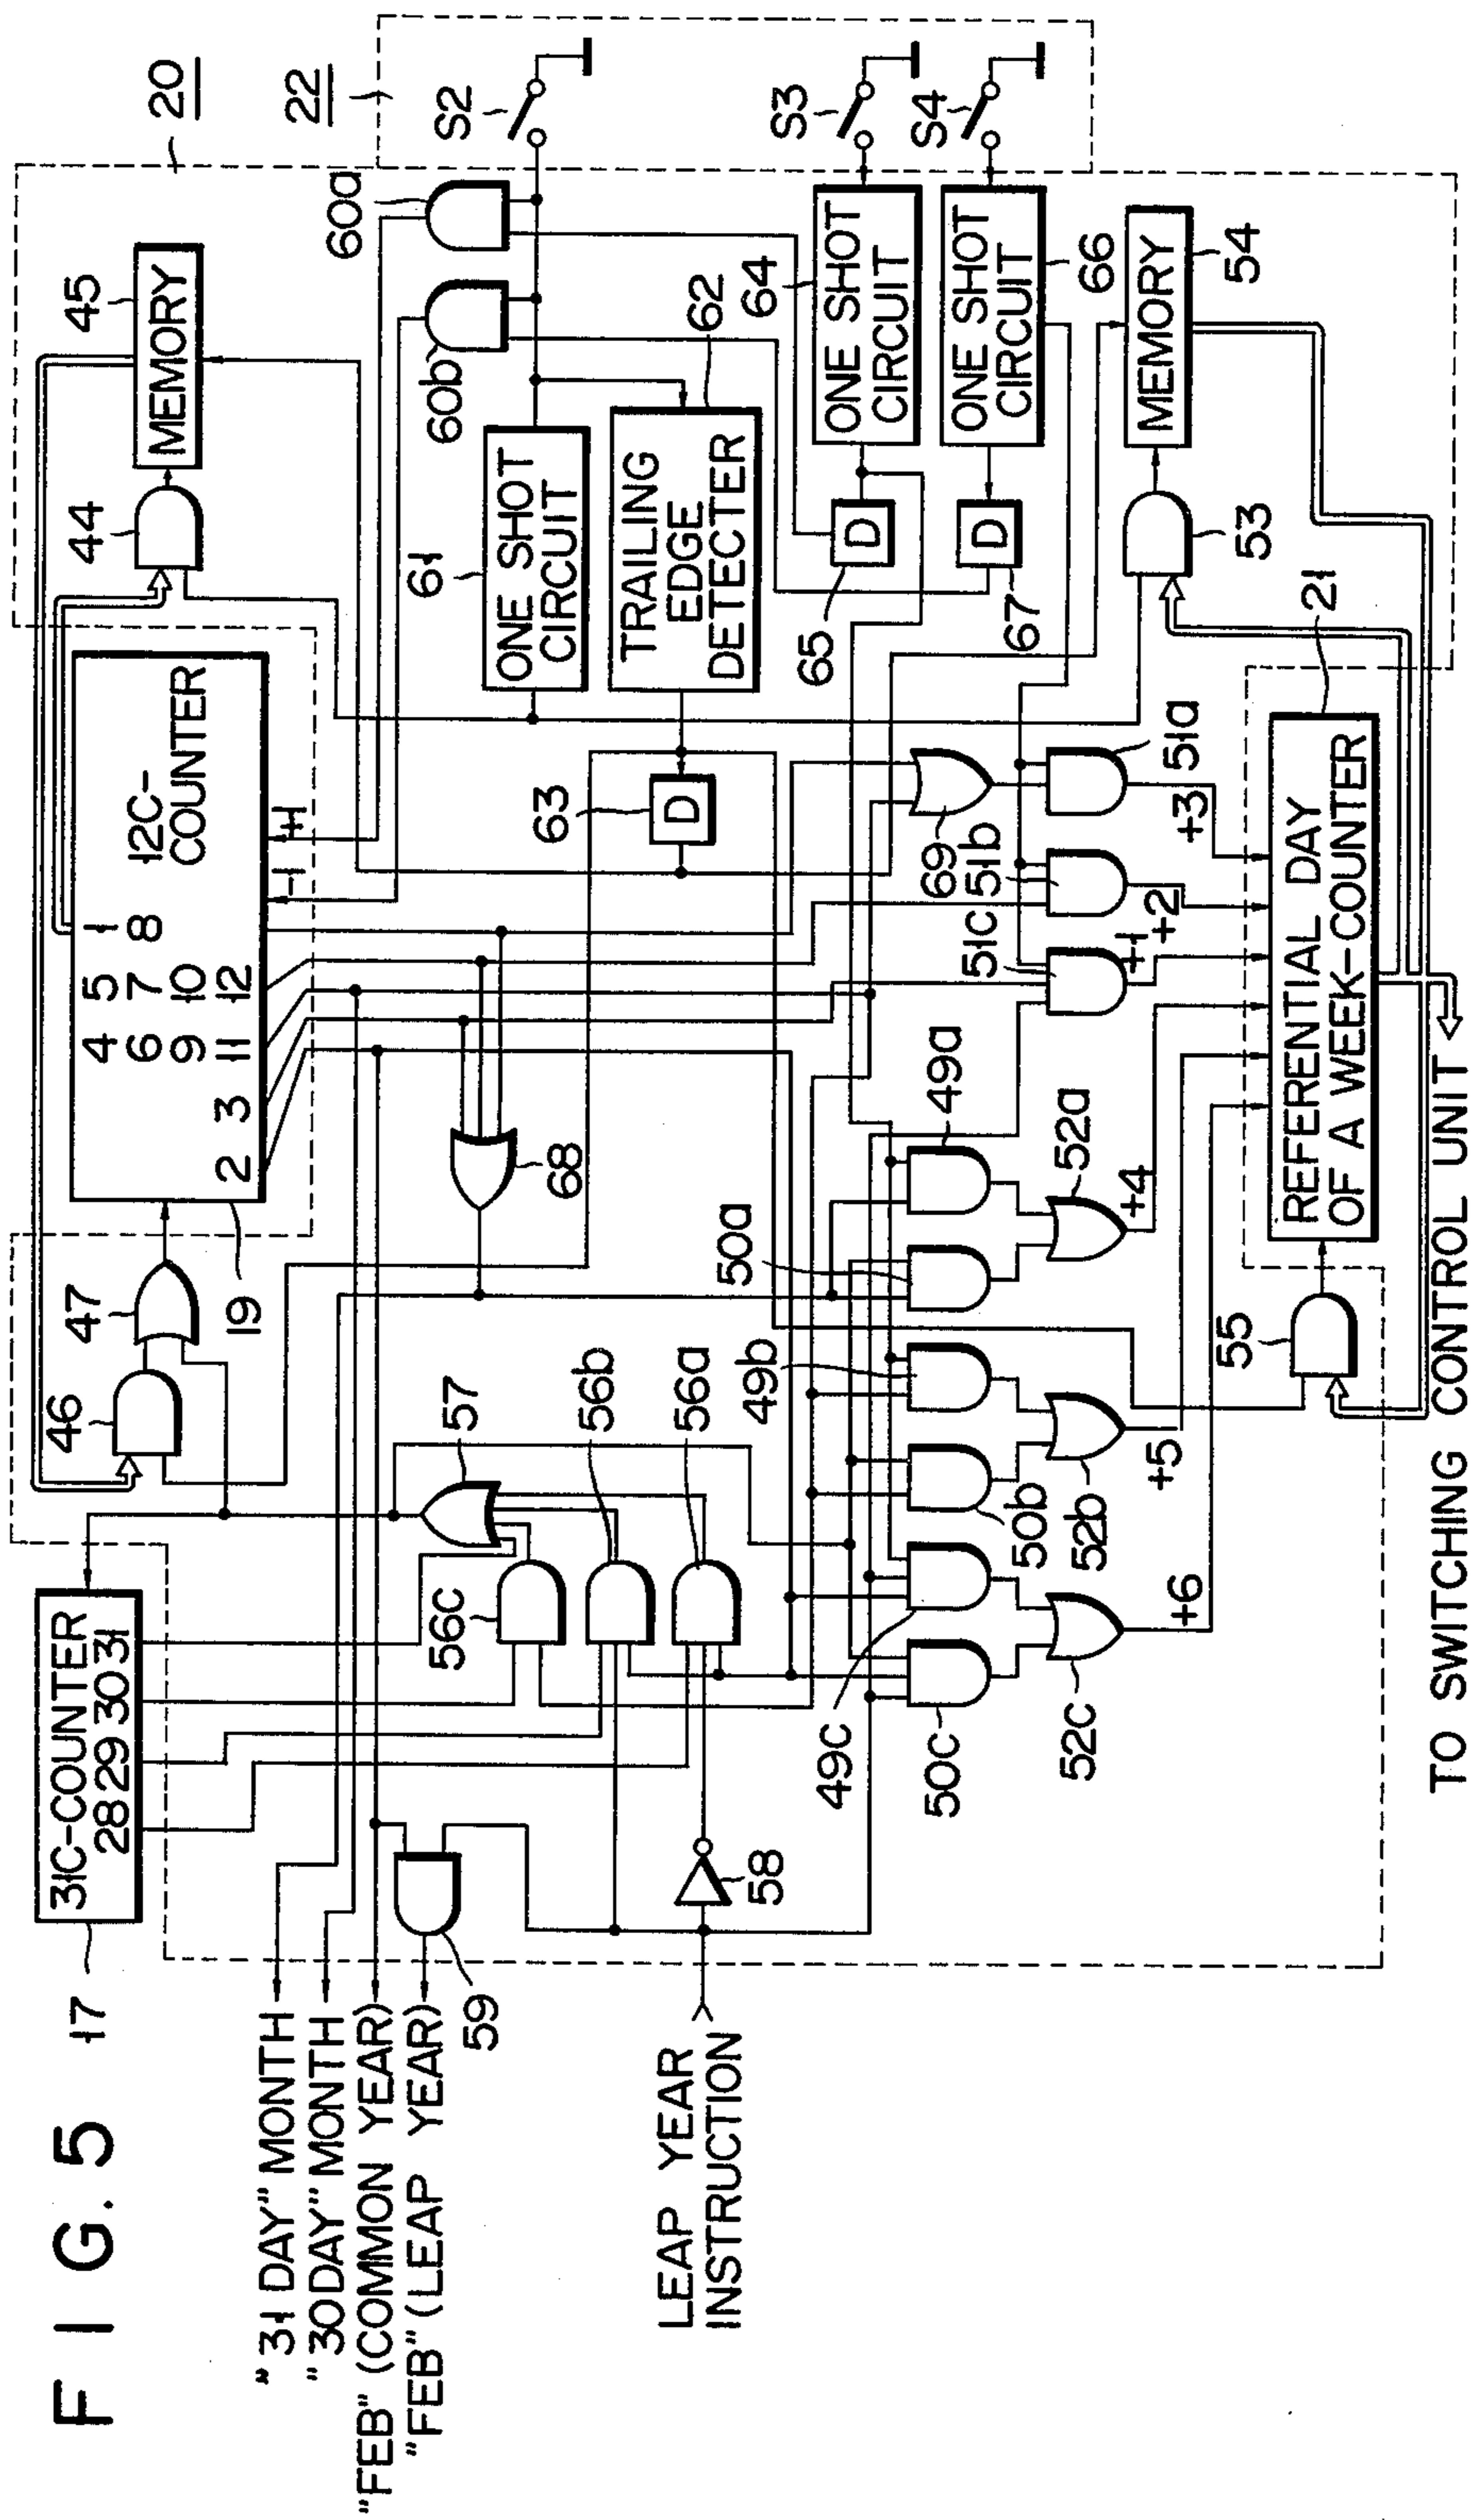 FIG. 5
17
31C-COUNTER
28 29 30 31
"31 DAY" MONTH
"30 DAY" MONTH
"FEB" (COMMON YEAR)
"FEB" (LEAP YEAR)
59
LEAP YEAR
INSTRUCTION
58
46
47
19
12C-
COUNTER
1
4 5
6 7 8
9 10
2 3 11 12
-1
+1
44
45
MEMORY
20
22
S2
S3
S4
60a
60b
61
ONE SHOT
CIRCUIT
62
TRAILING
EDGE
DETECTER
63
D
64
ONE SHOT
CIRCUIT
65
D
66
ONE SHOT
CIRCUIT
67
D
54
MEMORY
53
57
56c
56b
56a
68
69
49a
49b
49c
50a
50b
50c
51a
51b
51c
52a
52b
52c
+1
+2
+3
+4
+5
+6
55
21
REFERENTIAL DAY
OF A WEEK-COUNTER
TO SWITCHING CONTROL UNIT